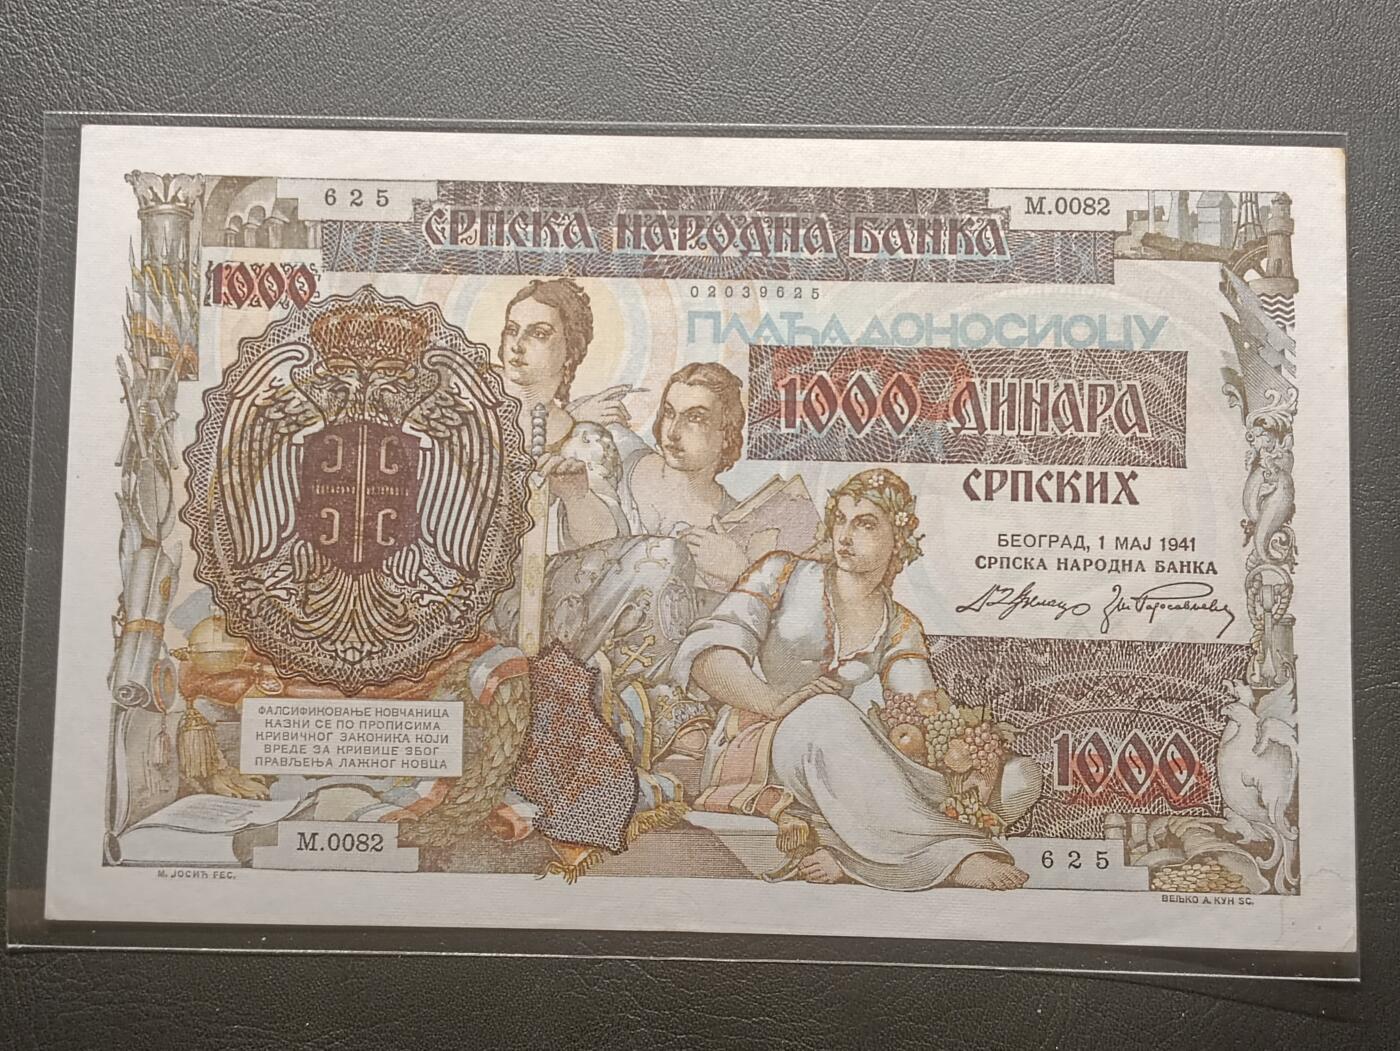 625
M.0082
СРПСКА НАРОДНА БАНКА
1000
02039625
ПЛАЋА ДОНОСИОЦУ
1000 ДИНАРА
СРПСКИХ
БЕОГРАД, 1 МАЈ 1941
СРПСКА НАРОДНА БАНКА
ФАЛСИФИКОВАЊЕ НОВЧАНИЦА
КАЗНИ СЕ ПО ПРОПИСИМА
КРИВИЧНОГ ЗАКОНИКА КОЈИ
ВРЕДЕ ЗА КРИВИЦЕ ЗБОГ
ПРАВЉЕЊА ЛАЖНОГ НОВЦА
1000
M.0082
625
М. ЈОСИЋ FEC.
ВЕЉКО А. КУН SC.